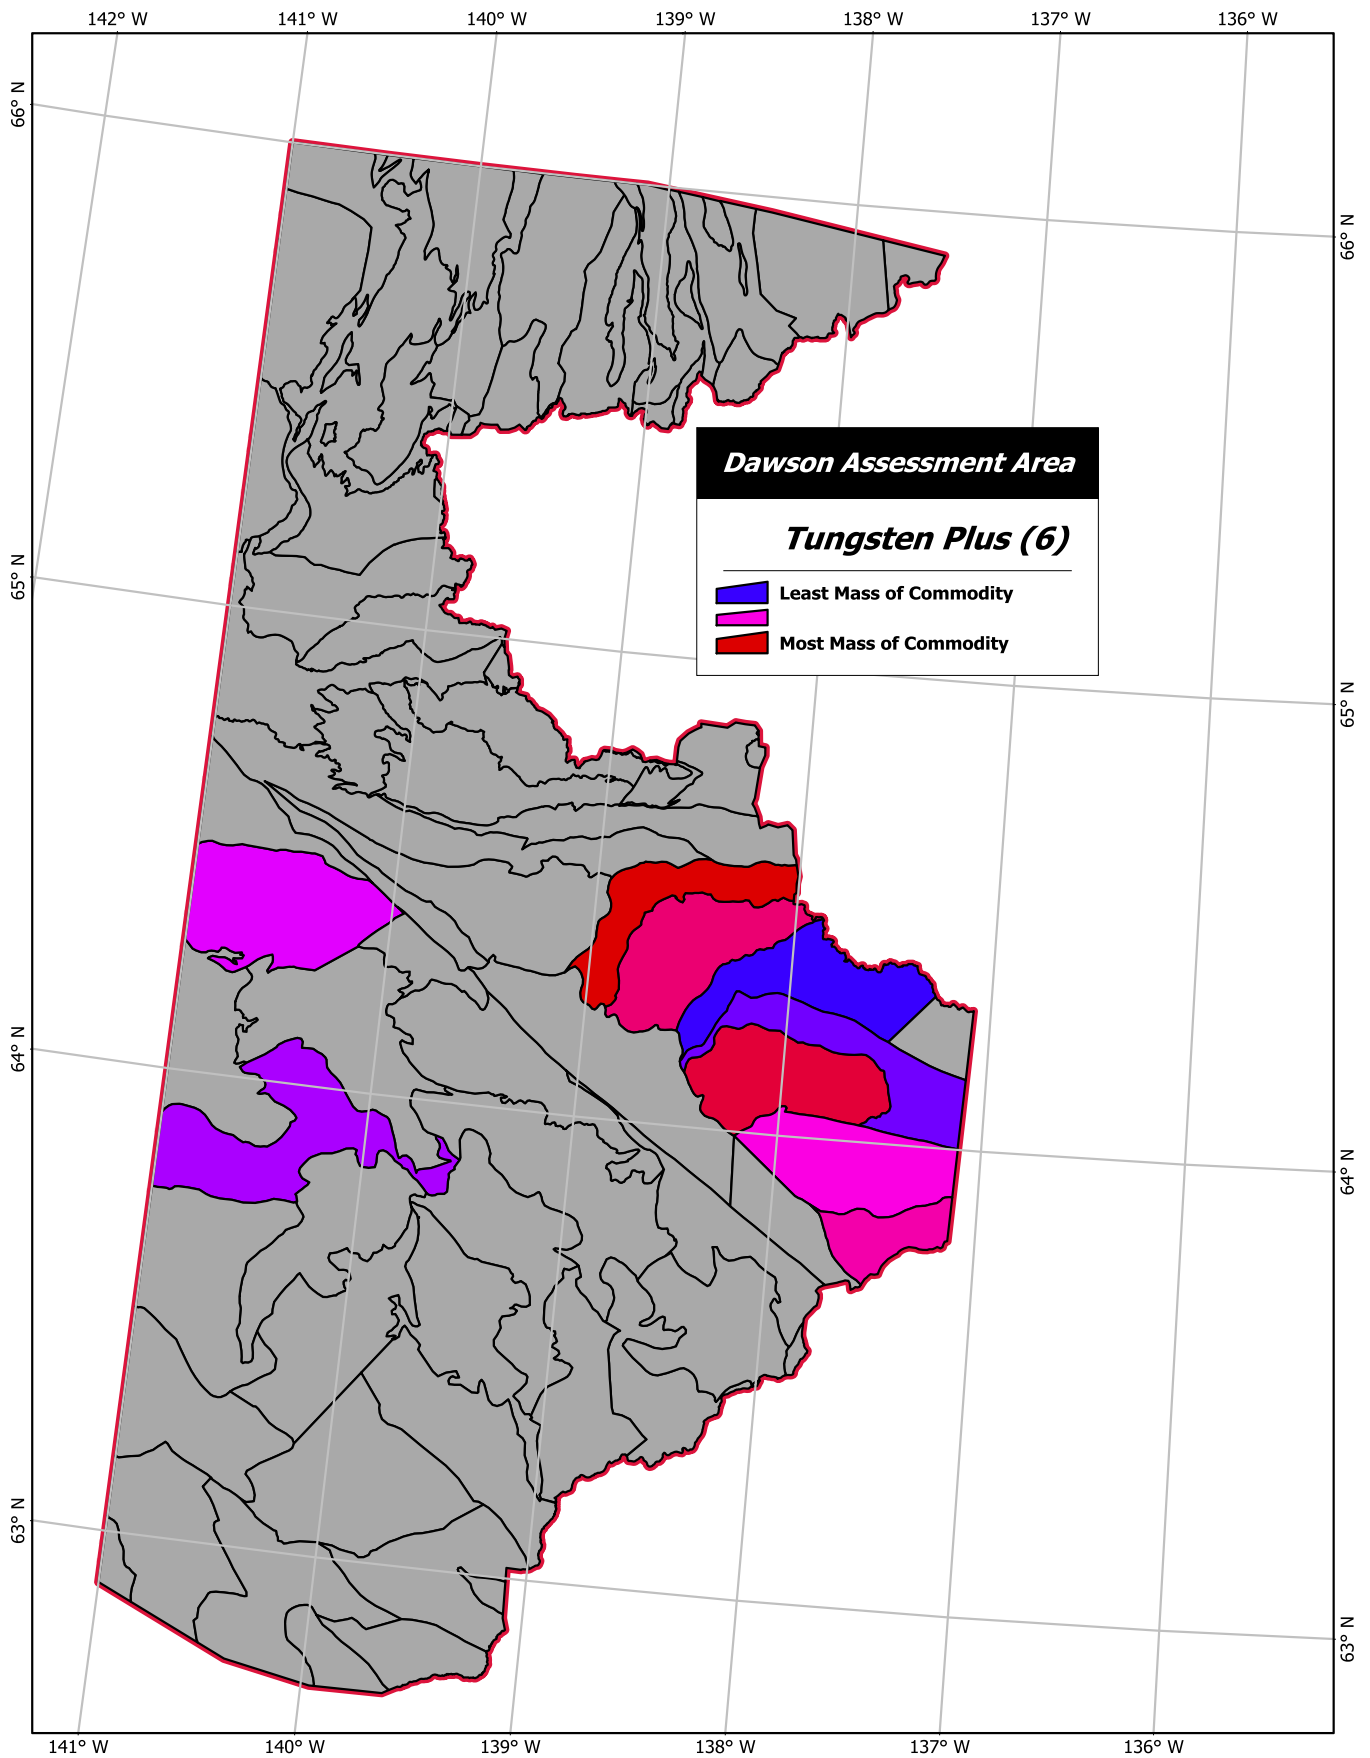 142° W 141° W 140° W 139° W 138° W 137° W 136° W
66° N
66° N
Dawson Assessment Area
Tungsten Plus (6)
65° N
Least Mass of Commodity
Most Mass of Commodity
65° N
64° N
64° N
63° N
63° N
141° W 140° W 139° W 138° W 137° W 136° W